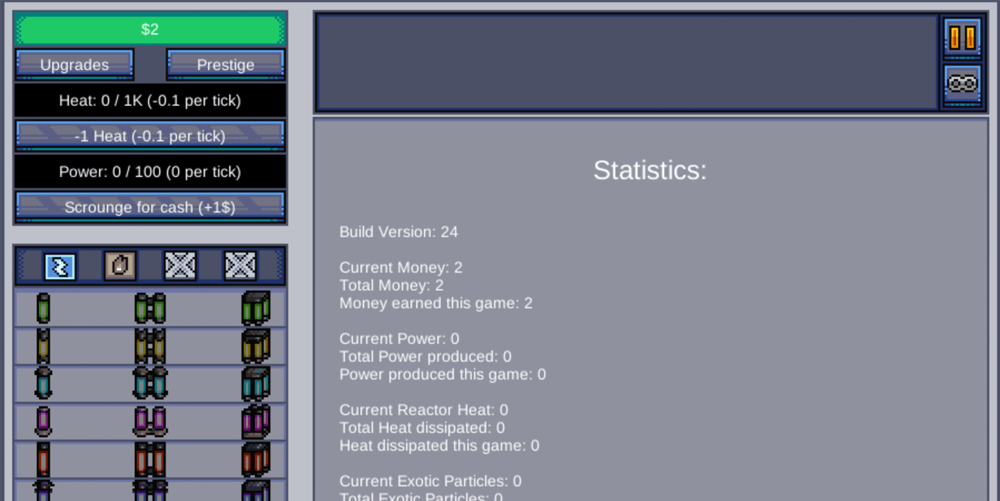 $2
Upgrades
Prestige
Heat: 0 / 1K (-0.1 per tick)
-1 Heat (-0.1 per tick)
Power: 0 / 100 (0 per tick)
Scrounge for cash (+1$)
Statistics:
Build Version: 24
Current Money: 2
Total Money: 2
Money earned this game: 2
Current Power: 0
Total Power produced: 0
Power produced this game: 0
Current Reactor Heat: 0
Total Heat dissipated: 0
Heat dissipated this game: 0
Current Exotic Particles: 0
Total Exotic Particles: 0